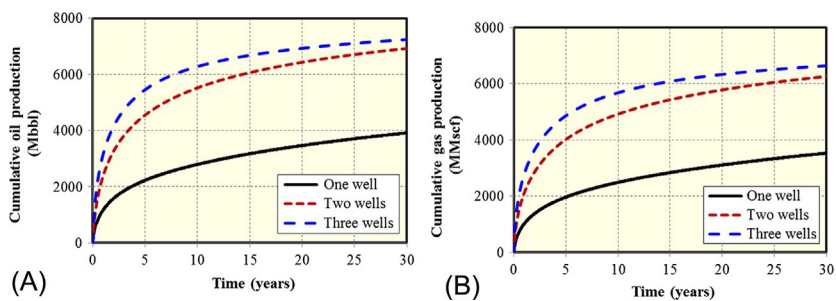 (A)
Cumulative oil production
(Mbbl)
8000
6000
4000
2000
0
One well
Two wells
Three wells
0 5 10 15 20 25 30
Time (years)
(B)
Cumulative gas production
(MMscf)
8000
6000
4000
2000
0
One well
Two wells
Three wells
0 5 10 15 20 25 30
Time (years)